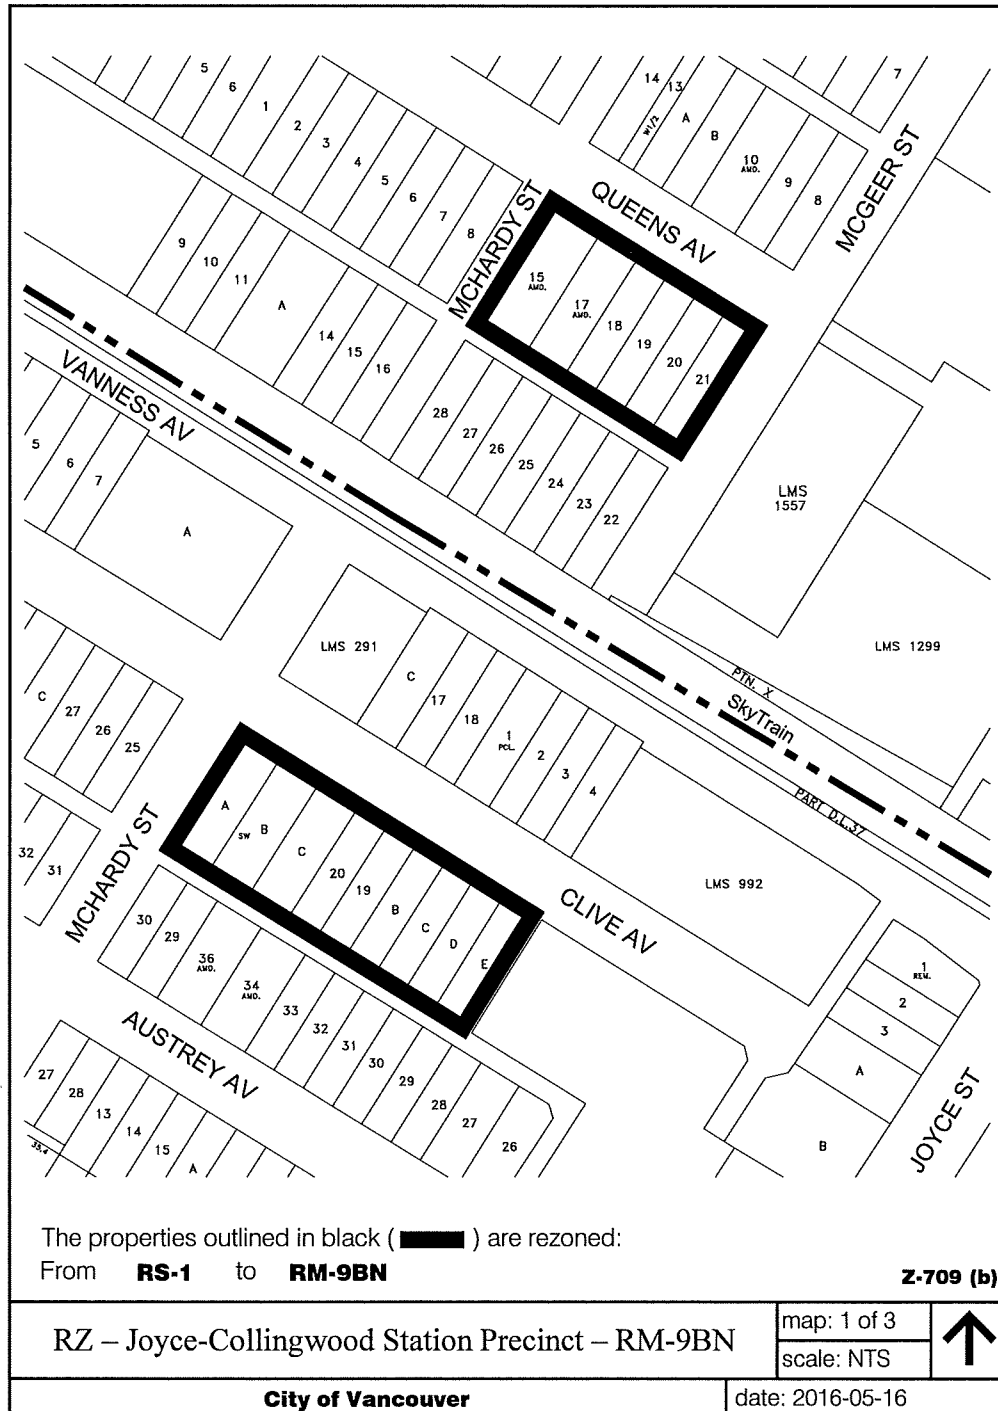 5
6
1
2
3
4
5
6
7
8
14
13
W1/2
A
B
10
AMD.
9
8
7
MCGEER ST
QUEENS AV
MCHARDY ST
9
10
11
A
14
15
16
15
AMD.
17
AMD.
18
19
20
21
VANNESS AV
5
6
7
A
28
27
26
25
24
23
22
LMS
1557
LMS 1299
LMS 291
C
17
18
1
PCL.
2
3
4
PTN. X
SkyTrain
PART D.L.37
C
27
26
25
32
31
MCHARDY ST
A
SW
B
C
20
19
B
C
D
E
CLIVE AV
LMS 992
30
29
36
AMD.
34
AMD.
33
32
31
30
29
28
27
26
AUSTREY AV
1
REM.
2
3
A
B
JOYCE ST
27
28
13
14
15
A
35.4
The properties outlined in black ( ) are rezoned:
From RS-1 to RM-9BN
Z-709 (b)
RZ – Joyce-Collingwood Station Precinct – RM-9BN
map: 1 of 3
scale: NTS
City of Vancouver
date: 2016-05-16